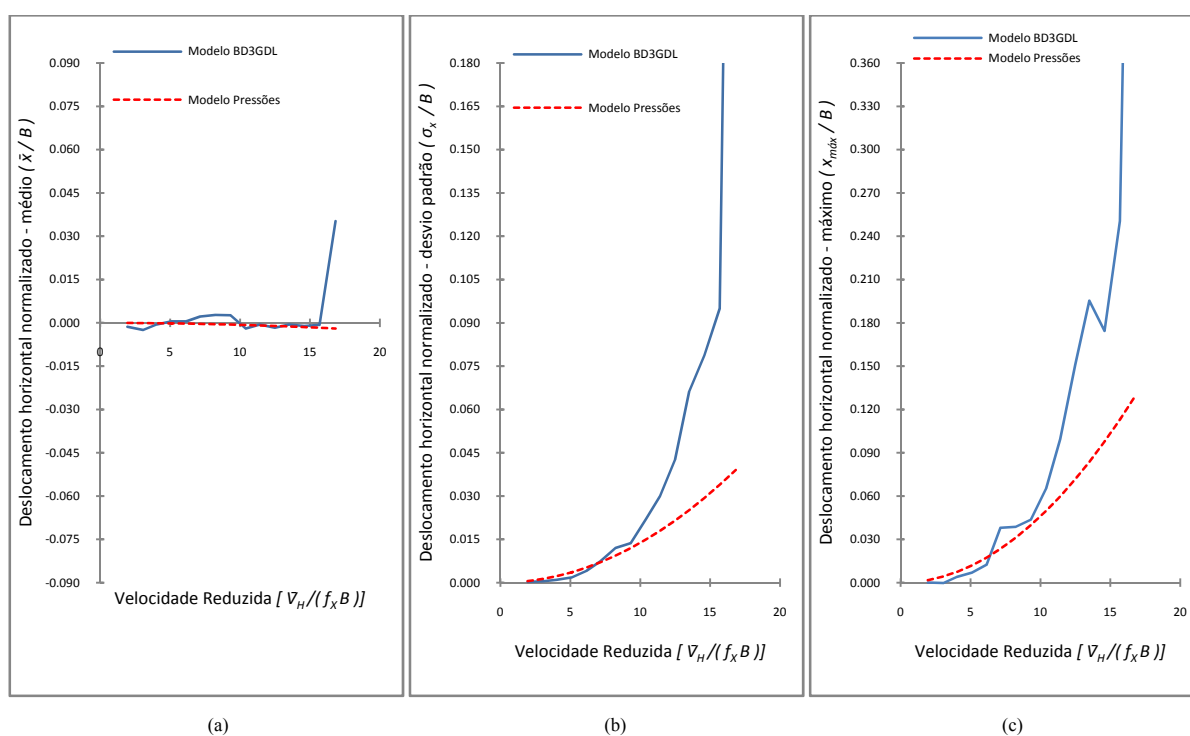 Deslocamento horizontal normalizado - médio ( x̄ / B )
0.090
0.075
0.060
0.045
0.030
0.015
0.000
-0.015
-0.030
-0.045
-0.060
-0.075
-0.090
Modelo BD3GDL
Modelo Pressões
0 5 10 15 20
Velocidade Reduzida [ V̄H /( fX B )]
(a)
Deslocamento horizontal normalizado - desvio padrão ( σx / B )
0.180
0.165
0.150
0.135
0.120
0.105
0.090
0.075
0.060
0.045
0.030
0.015
0.000
Modelo BD3GDL
Modelo Pressões
0 5 10 15 20
Velocidade Reduzida [ V̄H /( fX B )]
(b)
Deslocamento horizontal normalizado - máximo ( xmáx / B )
0.360
0.330
0.300
0.270
0.240
0.210
0.180
0.150
0.120
0.090
0.060
0.030
0.000
Modelo BD3GDL
Modelo Pressões
0 5 10 15 20
Velocidade Reduzida [ V̄H /( fX B )]
(c)